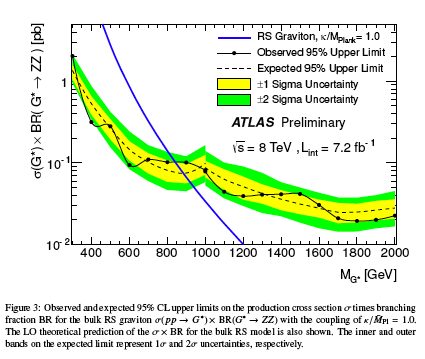 σ(G*)× BR(G* → ZZ ) [pb]
RS Graviton, κ/M_Plank= 1.0
Observed 95% Upper Limit
Expected 95% Upper Limit
±1 Sigma Uncertainty
±2 Sigma Uncertainty
ATLAS Preliminary
√s = 8 TeV , L_int = 7.2 fb⁻¹
1
10⁻¹
10⁻²
400 600 800 1000 1200 1400 1600 1800 2000
M_G* [GeV]
Figure 3: Observed and expected 95% CL upper limits on the production cross section σ times branching
fraction BR for the bulk RS graviton σ(pp → G*) × BR(G* → ZZ) with the coupling of κ/M̄_Pl = 1.0.
The LO theoretical prediction of the σ × BR for the bulk RS model is also shown. The inner and outer
bands on the expected limit represent 1σ and 2σ uncertainties, respectively.